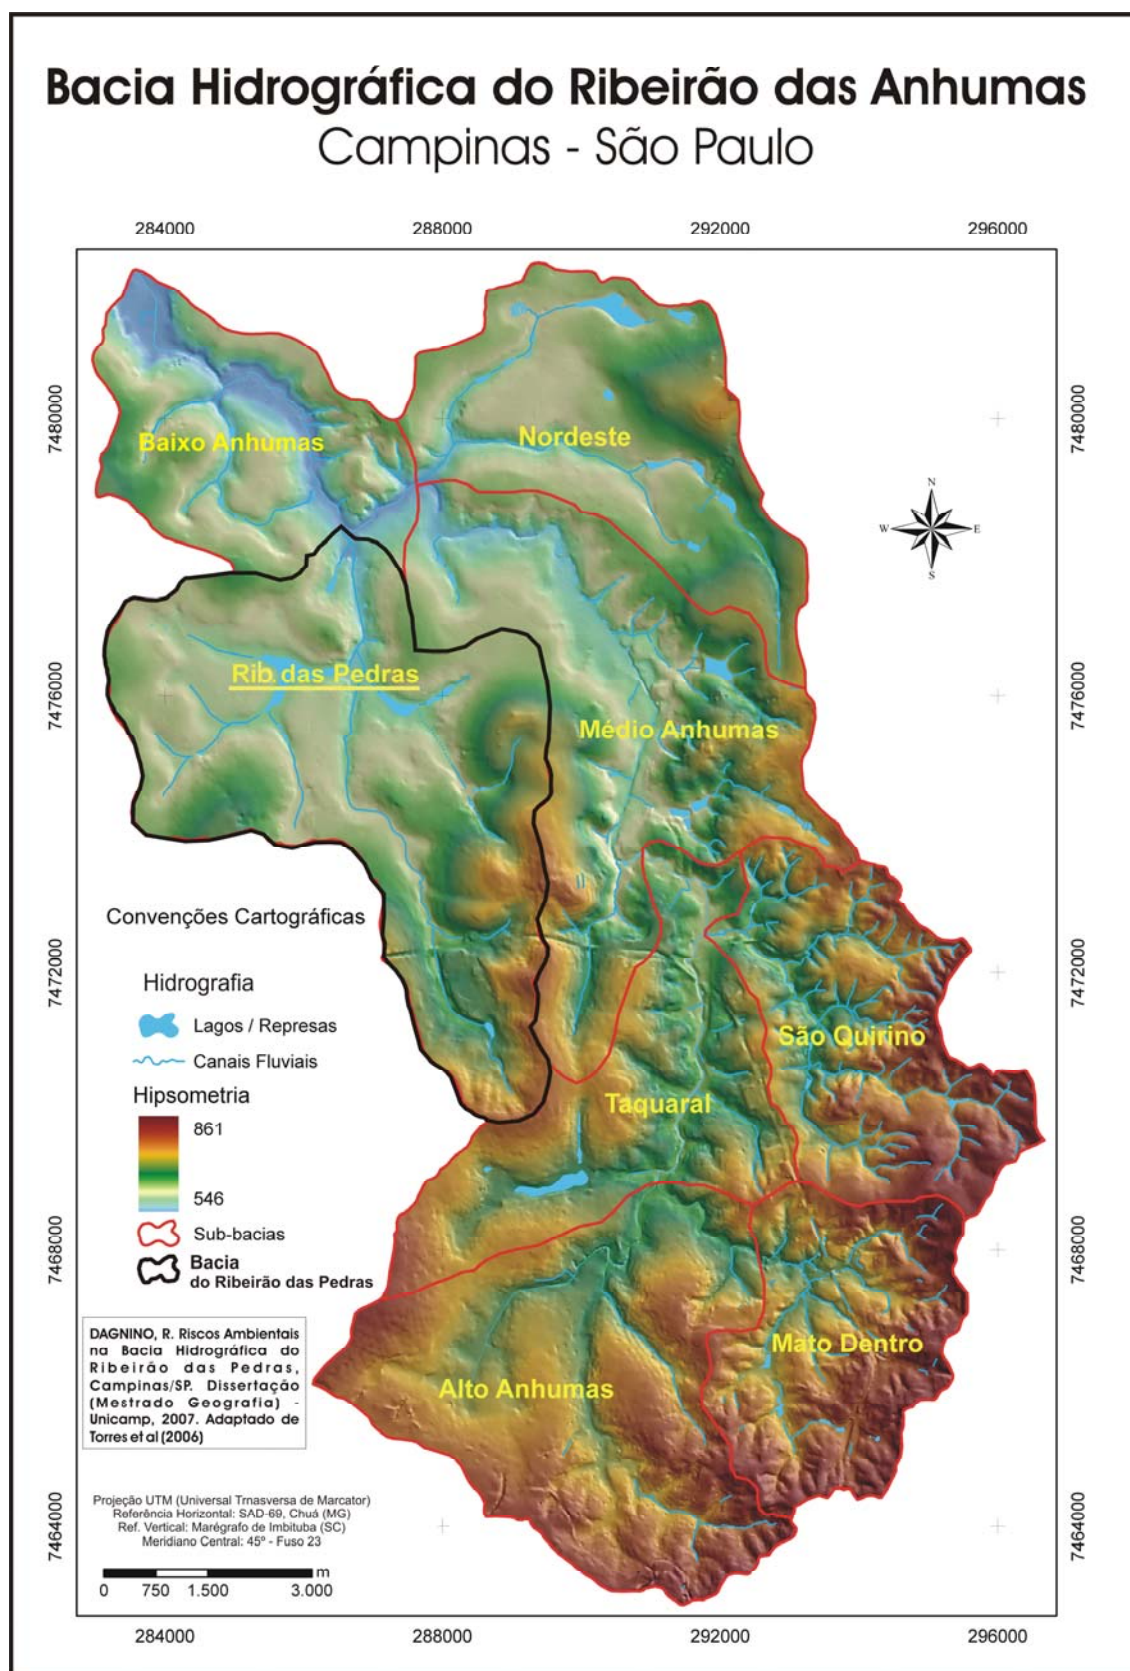 Bacia Hidrográfica do Ribeirão das Anhumas
Campinas - São Paulo
284000 288000 292000 296000
7480000
7480000
Baixo Anhumas
Nordeste
N
W E
S
7476000
7476000
Rib. das Pedras
Médio Anhumas
Convenções Cartográficas
7472000
7472000
Hidrografia
Lagos / Represas
Canais Fluviais
São Quirino
Hipsometria
861
546
Taquaral
Sub-bacias
Bacia
do Ribeirão das Pedras
7468000
7468000
DAGNINO, R. Riscos Ambientais
na Bacia Hidrográfica do
Ribeirão das Pedras,
Campinas/SP. Dissertação
(Mestrado Geografia) -
Unicamp, 2007. Adaptado de
Torres et al (2006)
Mato Dentro
Alto Anhumas
Projeção UTM (Universal Trnasversa de Marcator)
Referência Horizontal: SAD-69, Chuá (MG)
Ref. Vertical: Marégrafo de Imbituba (SC)
Meridiano Central: 45º - Fuso 23
7464000
7464000
m
0 750 1.500 3.000
284000 288000 292000 296000